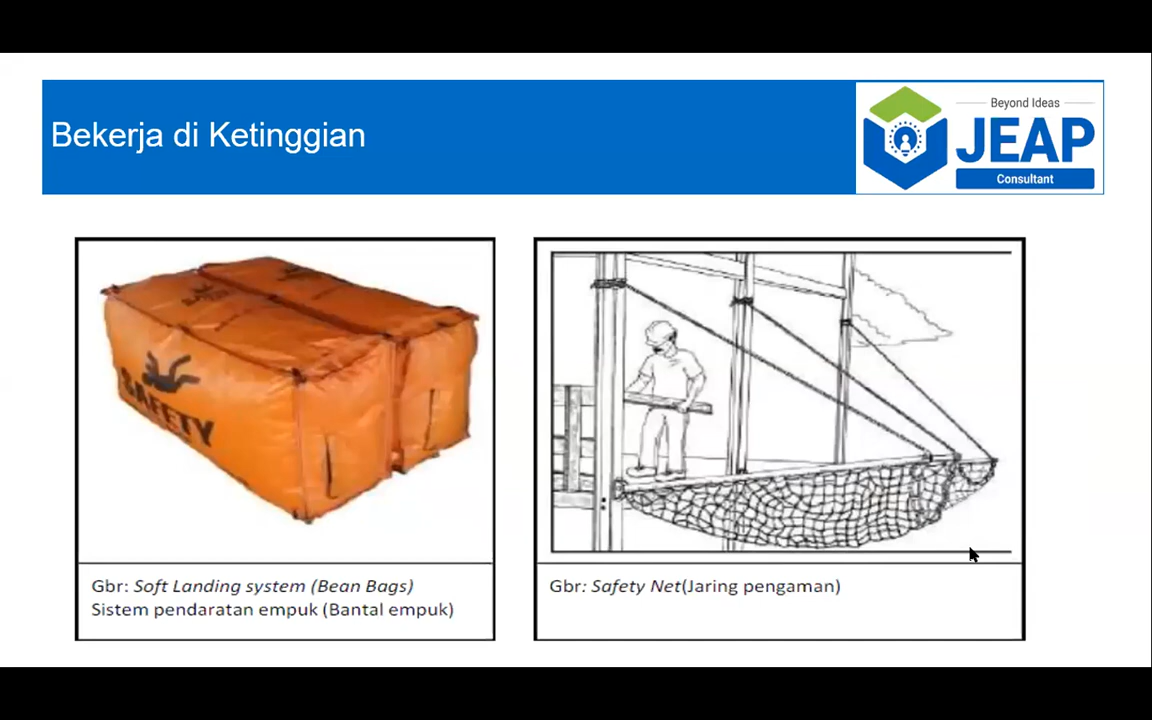 Bekerja di Ketinggian
Beyond Ideas
JEAP
Consultant
SAFETY
Gbr: Soft Landing system (Bean Bags)
Sistem pendaratan empuk (Bantal empuk)
Gbr: Safety Net(Jaring pengaman)